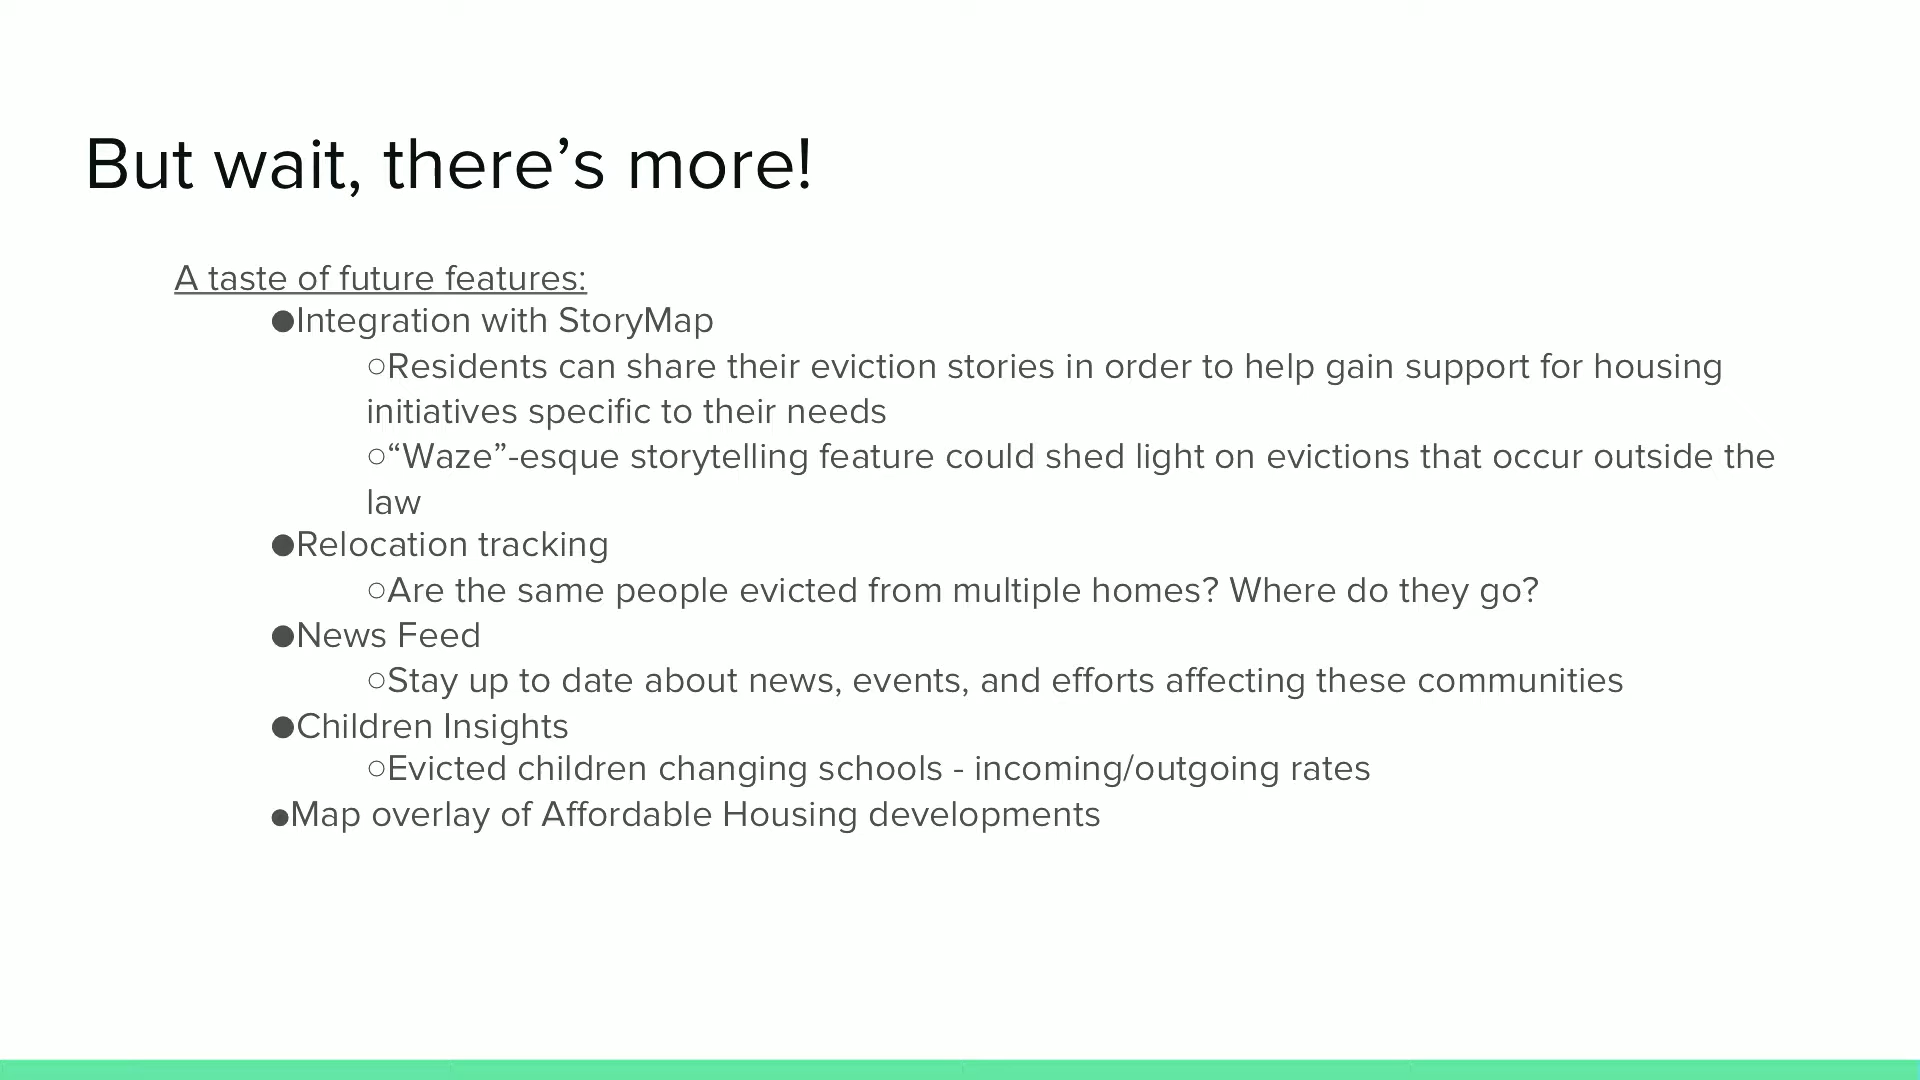 But wait, there’s more!
A taste of future features:
●Integration with StoryMap
○Residents can share their eviction stories in order to help gain support for housing
initiatives specific to their needs
○“Waze”-esque storytelling feature could shed light on evictions that occur outside the
law
●Relocation tracking
○Are the same people evicted from multiple homes? Where do they go?
●News Feed
○Stay up to date about news, events, and efforts affecting these communities
●Children Insights
○Evicted children changing schools - incoming/outgoing rates
●Map overlay of Affordable Housing developments